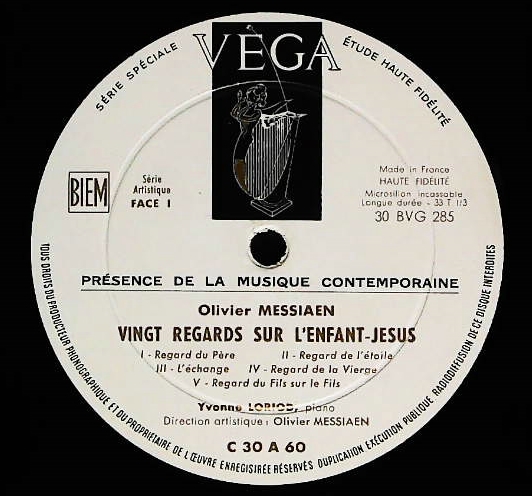 SÉRIE SPÉCIALE
VÉGA
ÉTUDE HAUTE FIDÉLITÉ
BIEM
Série
Artistique
FACE I
Made in France
HAUTE FIDÉLITÉ
Microsillon incassable
Longue durée - 33 T 1/3
30 BVG 285
PRÉSENCE DE LA MUSIQUE CONTEMPORAINE
Olivier MESSIAEN
VINGT REGARDS SUR L'ENFANT-JESUS
I - Regard du Père II - Regard de l'étoile
III - L'échange IV - Regard de la Vierge
V - Regard du Fils sur le Fils
Yvonne LORIOD, piano
Direction artistique : Olivier MESSIAEN
C 30 A 60
TOUS DROITS DU PRODUCTEUR PHONOGRAPHIQUE ET DU PROPRIETAIRE DE L'ŒUVRE ENREGISIRÉE RÉSERVÉS DUPLICATION EXÉCUTION PUBLIQUE RADIODIFFUSION DE CE DISQUE INTERDITES